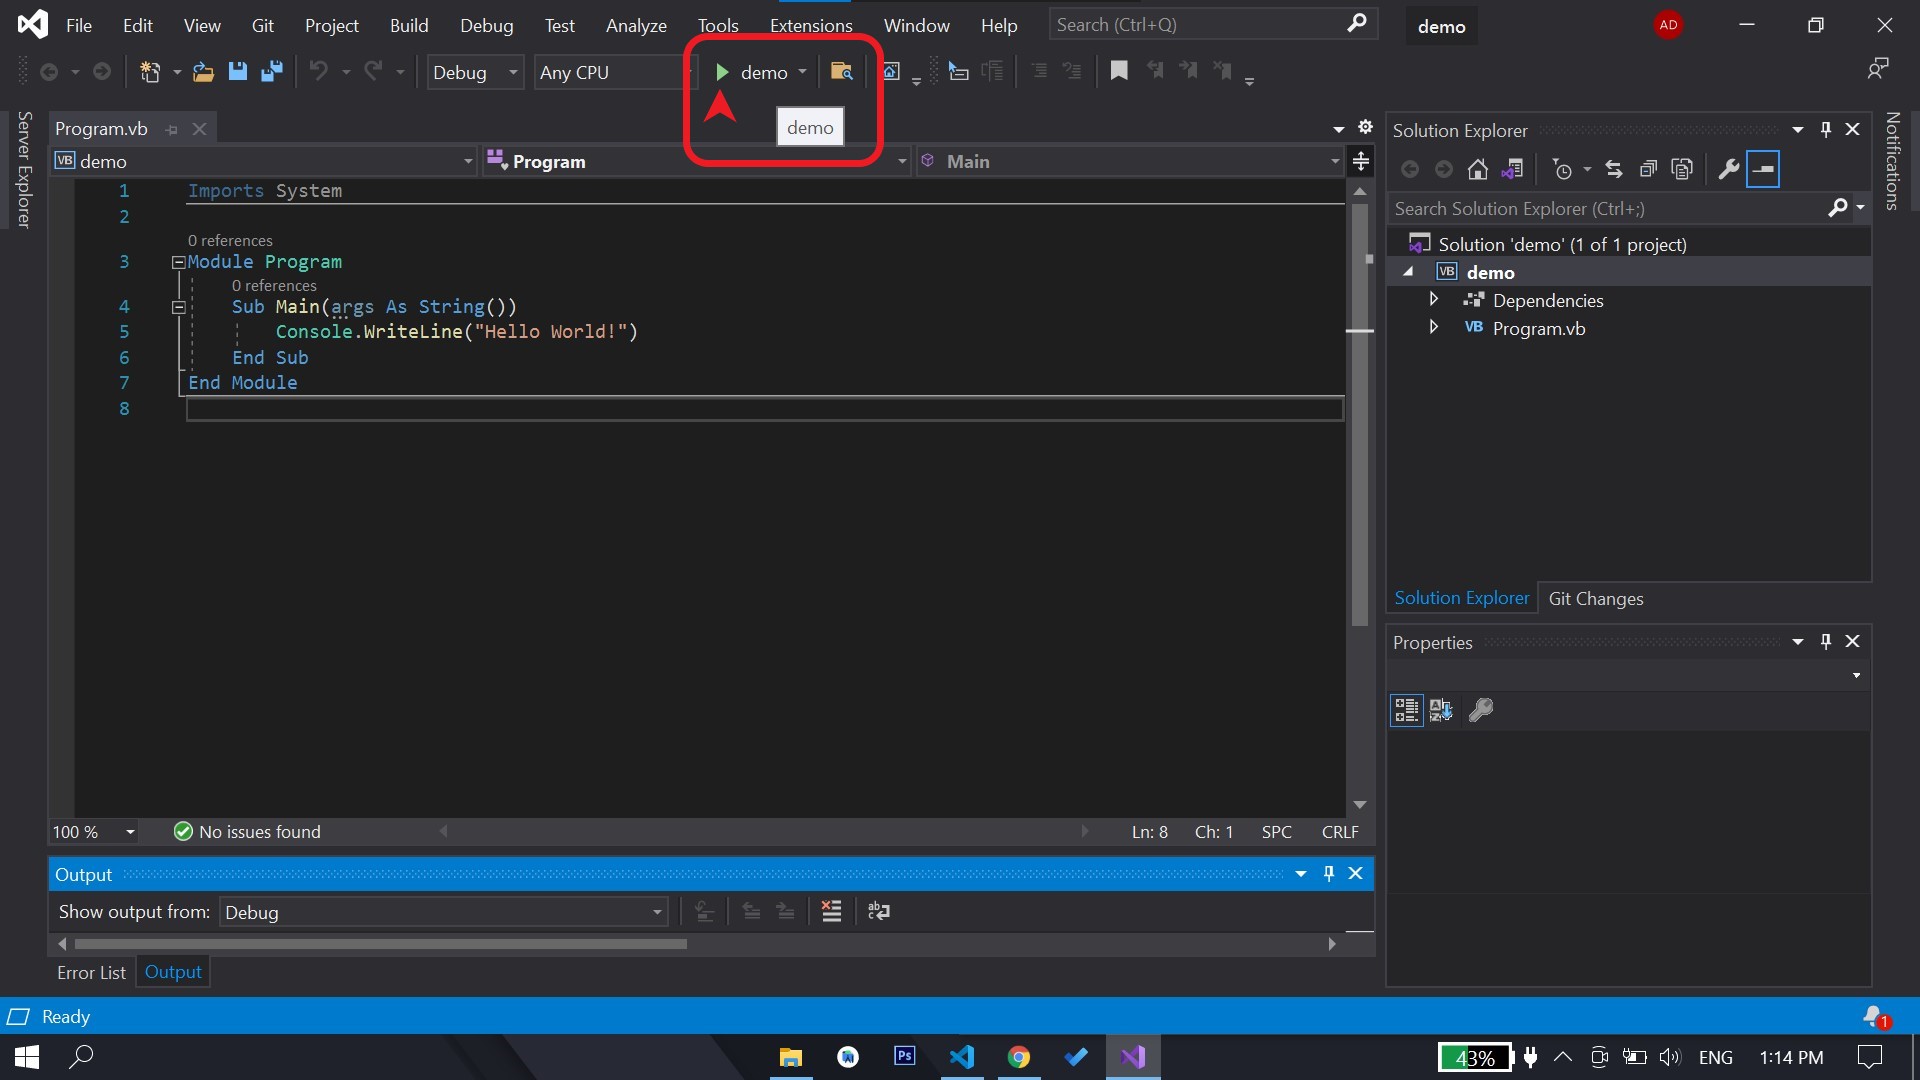 File Edit View Git Project Build Debug Test Analyze Tools Extensions Window Help Search (Ctrl+Q) demo AD
Debug Any CPU demo
demo
Server Explorer
Program.vb
VB demo Program Main
1 Imports System
2
0 references
3 Module Program
0 references
4 Sub Main(args As String())
5 Console.WriteLine("Hello World!")
6 End Sub
7 End Module
8
100 % No issues found Ln: 8 Ch: 1 SPC CRLF
Output
Show output from: Debug
Error List Output
Solution Explorer
Search Solution Explorer (Ctrl+;)
Solution 'demo' (1 of 1 project)
VB demo
Dependencies
VB Program.vb
Solution Explorer Git Changes
Properties
Notifications
Ready
1
Ps
43% ENG 1:14 PM